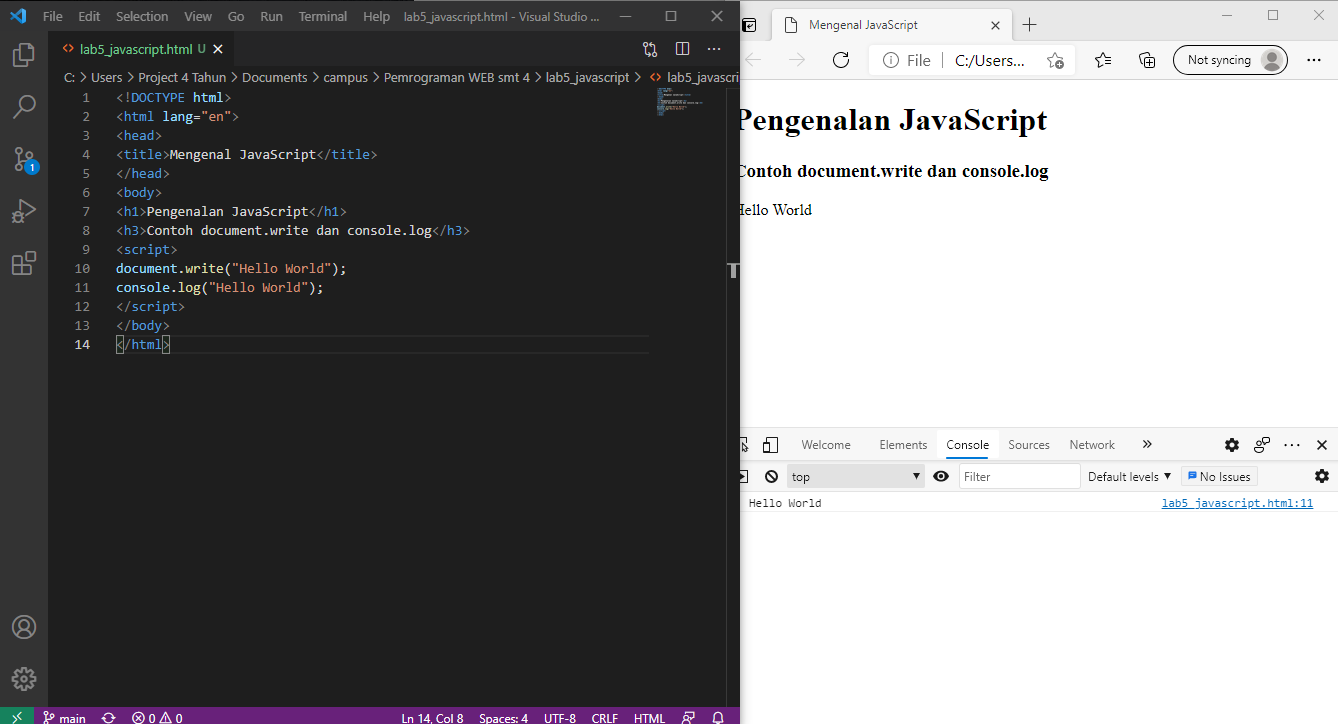 File Edit Selection View Go Run Terminal Help lab5_javascript.html - Visual Studio ...
lab5_javascript.html U
C: > Users > Project 4 Tahun > Documents > campus > Pemrograman WEB smt 4 > lab5_javascript > <> lab5_javascri
1 <!DOCTYPE html>
2 <html lang="en">
3 <head>
4 <title>Mengenal JavaScript</title>
5 </head>
6 <body>
7 <h1>Pengenalan JavaScript</h1>
8 <h3>Contoh document.write dan console.log</h3>
9 <script>
10 document.write("Hello World");
11 console.log("Hello World");
12 </script>
13 </body>
14 </html>
1
main 0 0 Ln 14, Col 8 Spaces: 4 UTF-8 CRLF HTML
Mengenal JavaScript
File C:/Users... Not syncing
Pengenalan JavaScript
Contoh document.write dan console.log
Hello World
T
Welcome Elements Console Sources Network »
top Filter Default levels No Issues
Hello World lab5_javascript.html:11